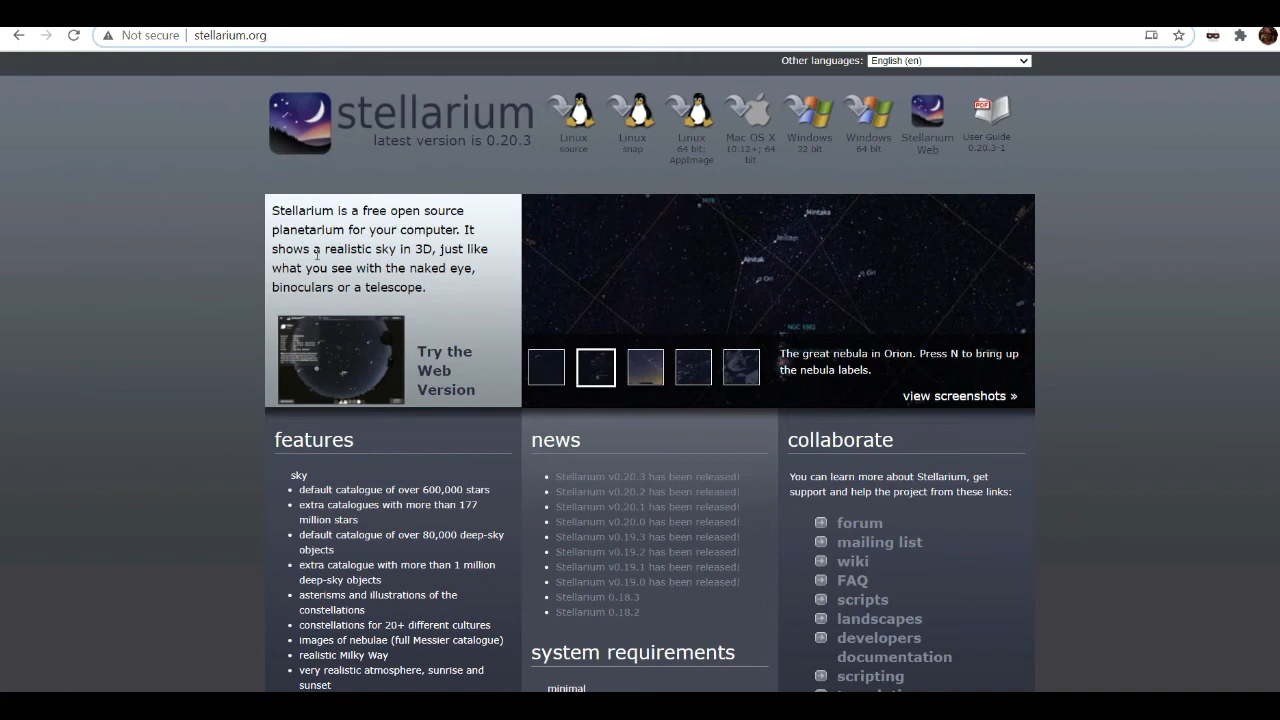 Not secure | stellarium.org
Other languages: English (en)
stellarium
latest version is 0.20.3
Linux
source
Linux
snap
Linux
64 bit;
AppImage
Mac OS X
10.12+; 64
bit
Windows
32 bit
Windows
64 bit
Stellarium
Web
PDF
User Guide
0.20.3-1
Stellarium is a free open source
planetarium for your computer. It
shows a realistic sky in 3D, just like
what you see with the naked eye,
binoculars or a telescope.
Try the
Web
Version
Mintaka
Alnitak
σ Ori
NGC 1982
The great nebula in Orion. Press N to bring up
the nebula labels.
view screenshots »
features
sky
default catalogue of over 600,000 stars
extra catalogues with more than 177
million stars
default catalogue of over 80,000 deep-sky
objects
extra catalogue with more than 1 million
deep-sky objects
asterisms and illustrations of the
constellations
constellations for 20+ different cultures
images of nebulae (full Messier catalogue)
realistic Milky Way
very realistic atmosphere, sunrise and
sunset
news
Stellarium v0.20.3 has been released!
Stellarium v0.20.2 has been released!
Stellarium v0.20.1 has been released!
Stellarium v0.20.0 has been released!
Stellarium v0.19.3 has been released!
Stellarium v0.19.2 has been released!
Stellarium v0.19.1 has been released!
Stellarium v0.19.0 has been released!
Stellarium 0.18.3
Stellarium 0.18.2
system requirements
minimal
collaborate
You can learn more about Stellarium, get
support and help the project from these links:
forum
mailing list
wiki
FAQ
scripts
landscapes
developers
documentation
scripting